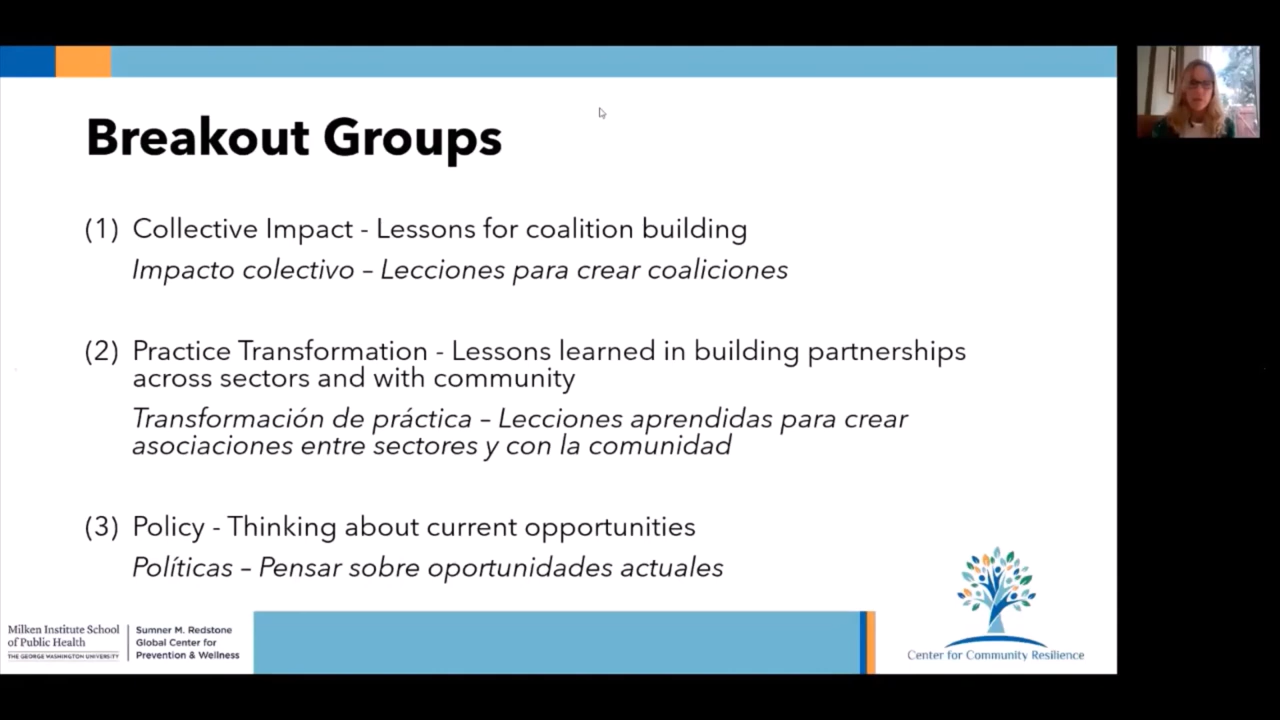 Breakout Groups
(1) Collective Impact - Lessons for coalition building
Impacto colectivo – Lecciones para crear coaliciones
(2) Practice Transformation - Lessons learned in building partnerships
across sectors and with community
Transformación de práctica – Lecciones aprendidas para crear
asociaciones entre sectores y con la comunidad
(3) Policy - Thinking about current opportunities
Políticas – Pensar sobre oportunidades actuales
Milken Institute School
of Public Health
THE GEORGE WASHINGTON UNIVERSITY
Sumner M. Redstone
Global Center for
Prevention & Wellness
Center for Community Resilience